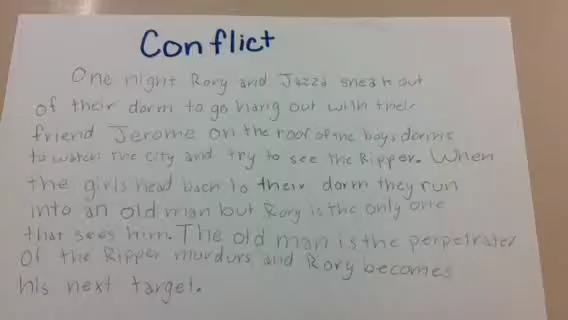 Conflict
One night Rory and Jazza sneak out
of their dorm to go hang out with their
friend Jerome on the roof of the boys dorms
to watch the city and try to see the Ripper. When
the girls head back to their dorm they run
into an old man but Rory is the only one
that sees him. The old man is the perpetrater
of the Ripper murdurs and Rory becomes
his next target.